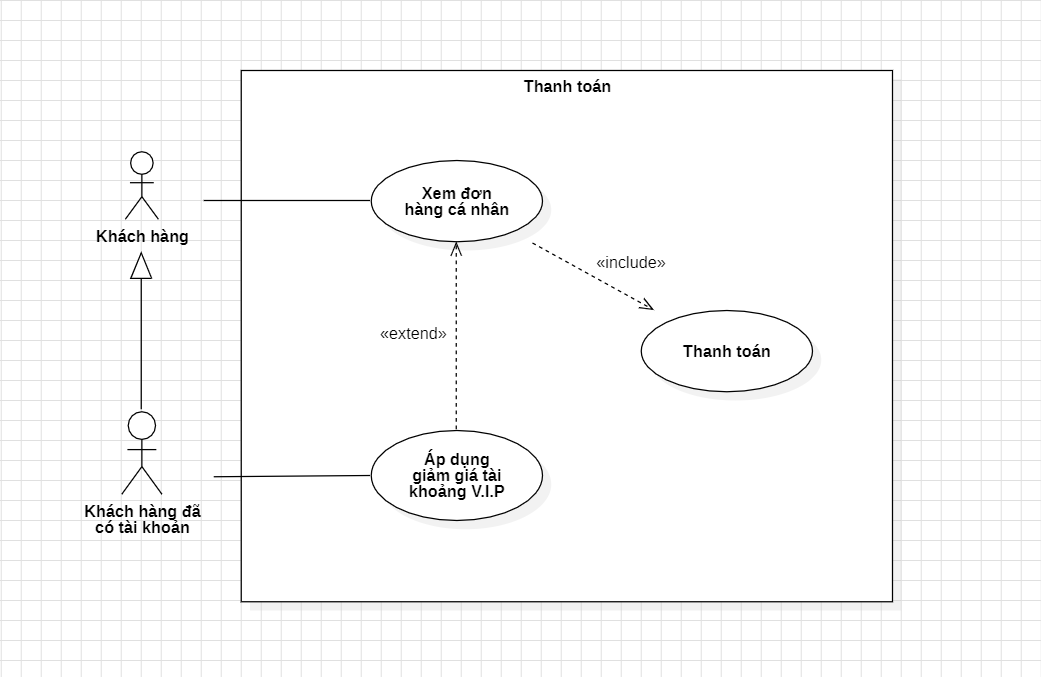 Thanh toán
Xem đơn
hàng cá nhân
Khách hàng
«include»
«extend»
Thanh toán
Áp dụng
giảm giá tài
khoảng V.I.P
Khách hàng đã
có tài khoản